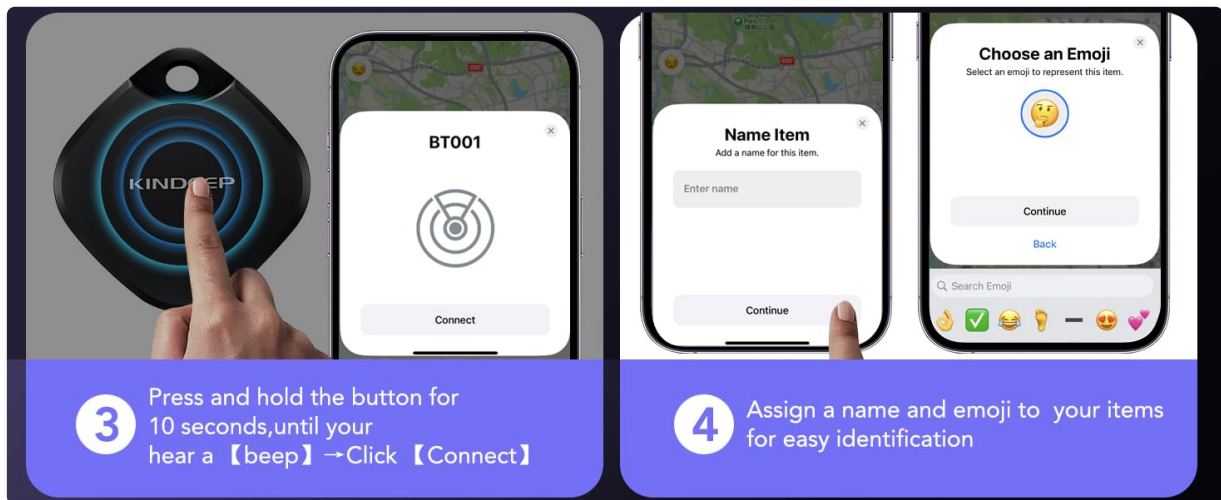 KINDEEP
BT001
Connect
3
Press and hold the button for
10 seconds,until your
hear a 【beep】→Click 【Connect】
Name Item
Add a name for this item.
Enter name
Continue
Choose an Emoji
Select an emoji to represent this item.
Continue
Back
Search Emoji
4
Assign a name and emoji to your items
for easy identification